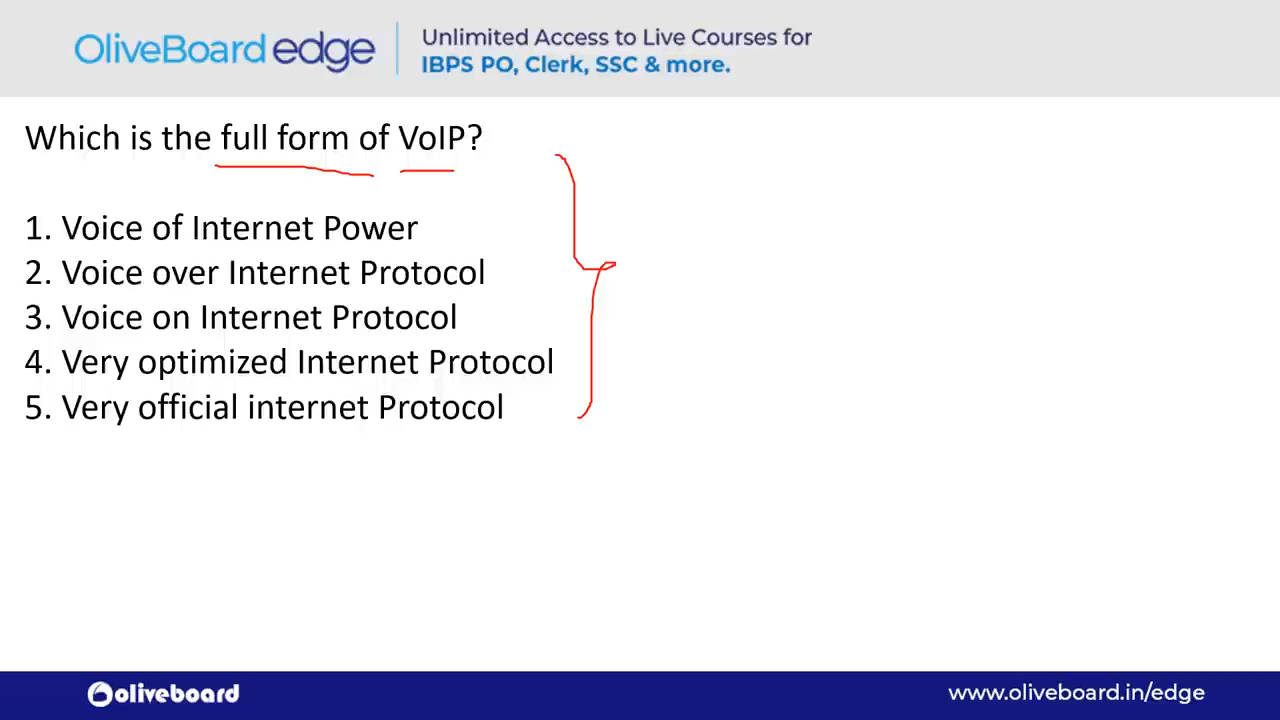 OliveBoard edge
Unlimited Access to Live Courses for
IBPS PO, Clerk, SSC & more.
Which is the full form of VoIP?
1. Voice of Internet Power
2. Voice over Internet Protocol
3. Voice on Internet Protocol
4. Very optimized Internet Protocol
5. Very official internet Protocol
oliveboard
www.oliveboard.in/edge